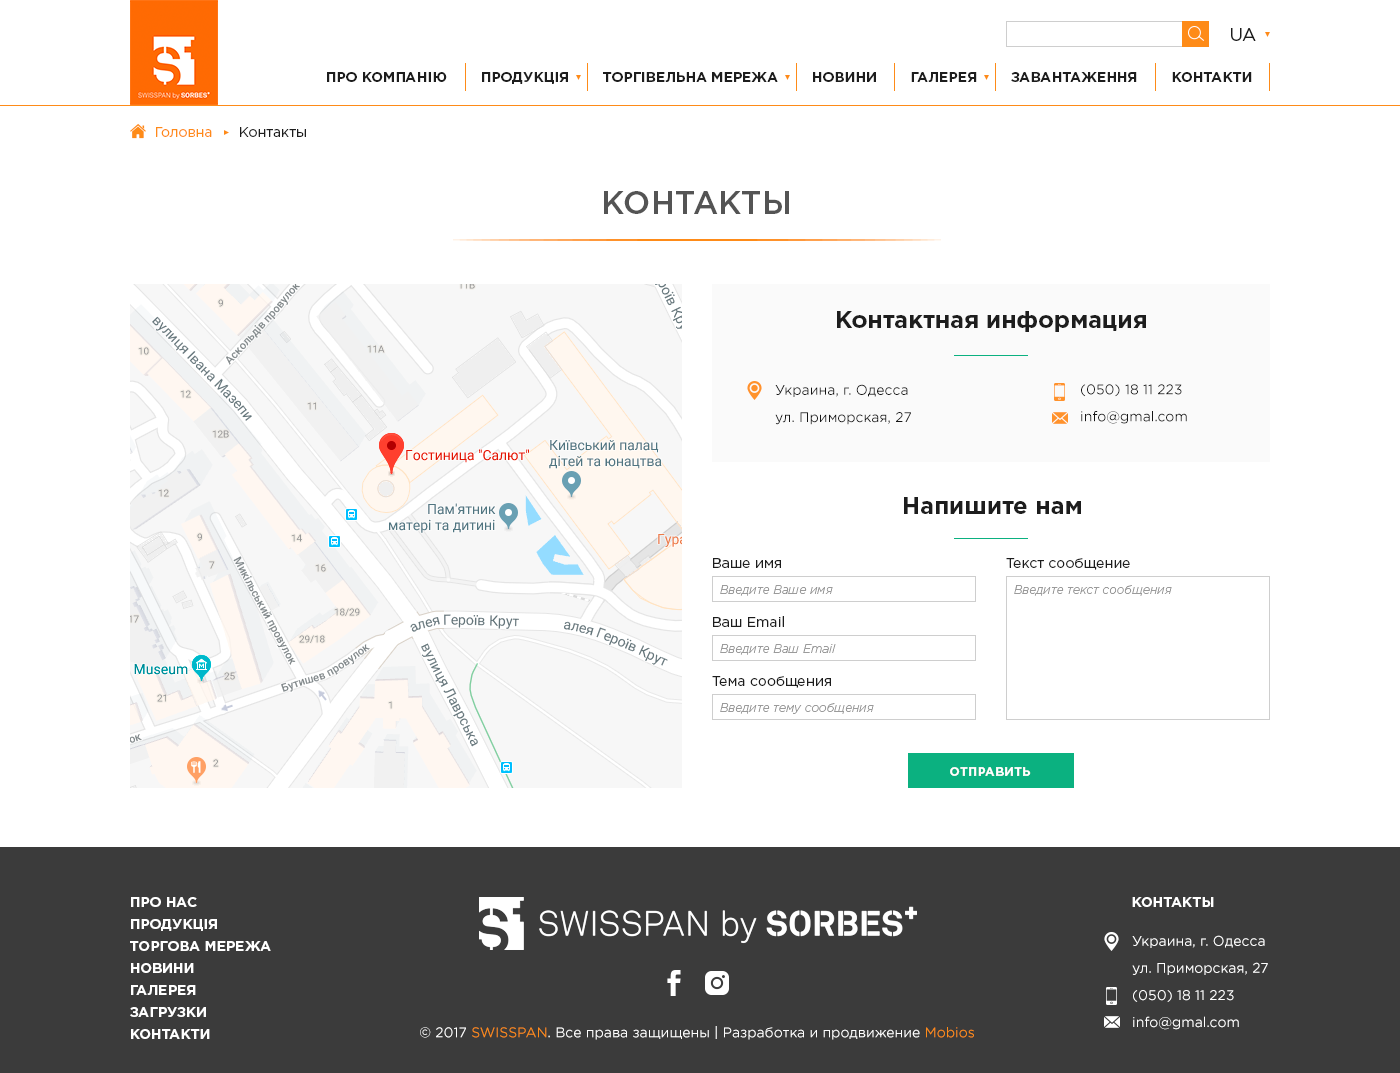 UA
SWISSPAN by SORBES+
ПРО КОМПАНІЮ
ПРОДУКЦІЯ
ТОРГІВЕЛЬНА МЕРЕЖА
НОВИНИ
ГАЛЕРЕЯ
ЗАВАНТАЖЕННЯ
КОНТАКТИ
Головна
Контакты
КОНТАКТЫ
11В
9
Аскольдів провулок
вулиця Івана Мазепи
10
11А
12
11
12В
Гостиница "Салют"
Київський палац
дітей та юнацтва
12
Пам'ятник
матері та дитині
9
14
7
16
Микільський провулок
18/29
алея Героїв Крут
алея Героїв Крут
29/18
Museum
Бутишев провулок
вулиця Лаврська
25
21
1
2
Контактная информация
Украина, г. Одесса
ул. Приморская, 27
(050) 18 11 223
info@gmal.com
Напишите нам
Ваше имя
Введите Ваше имя
Ваш Email
Введите Ваш Email
Тема сообщения
Введите тему сообщения
Текст сообщение
Введите текст сообщения
ОТПРАВИТЬ
ПРО НАС
ПРОДУКЦІЯ
ТОРГОВА МЕРЕЖА
НОВИНИ
ГАЛЕРЕЯ
ЗАГРУЗКИ
КОНТАКТИ
SWISSPAN by SORBES+
© 2017 SWISSPAN. Все права защищены | Разработка и продвижение Mobios
КОНТАКТЫ
Украина, г. Одесса
ул. Приморская, 27
(050) 18 11 223
info@gmal.com